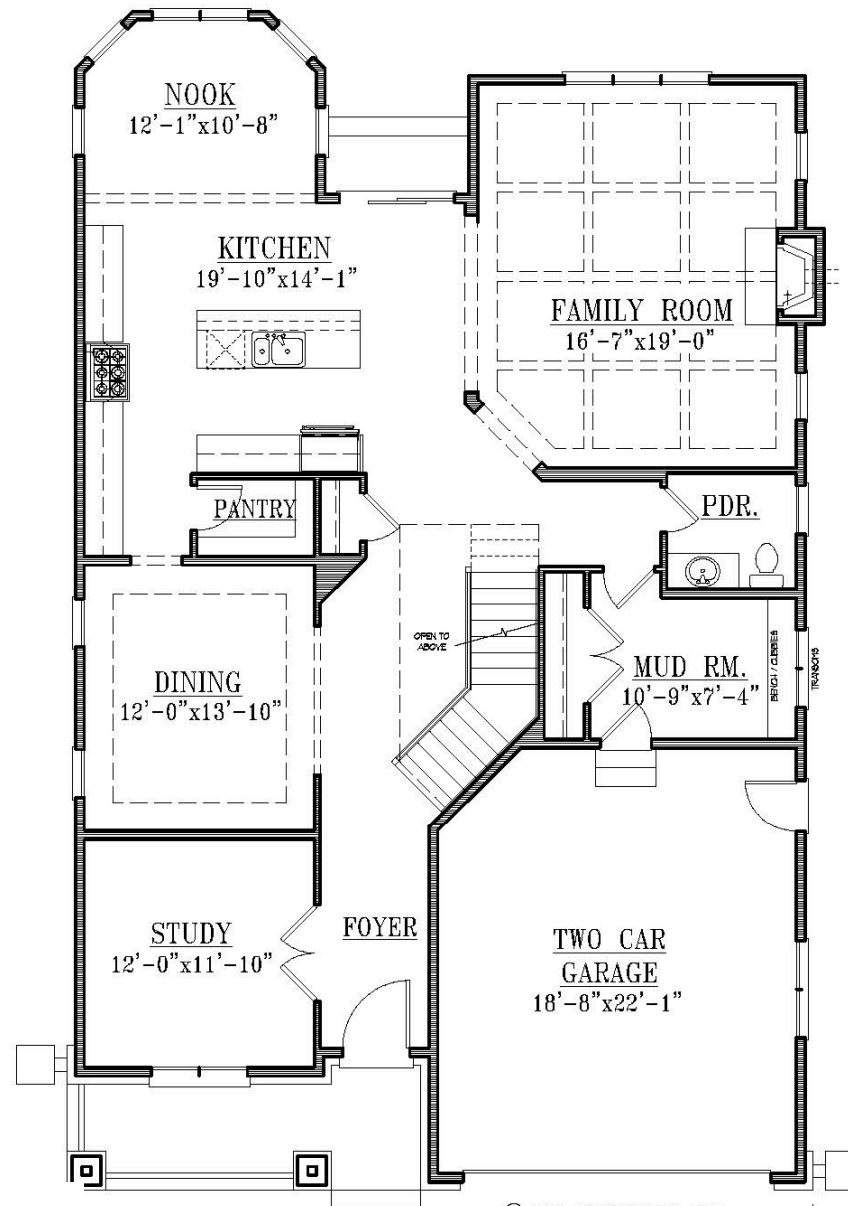 NOOK
12'-1"x10'-8"
KITCHEN
19'-10"x14'-1"
FAMILY ROOM
16'-7"x19'-0"
PANTRY
PDR.
OPEN TO
ABOVE
DINING
12'-0"x13'-10"
MUD RM.
10'-9"x7'-4"
BENCH / CUBBIES
TRANSOMS
STUDY
12'-0"x11'-10"
FOYER
TWO CAR
GARAGE
18'-8"x22'-1"